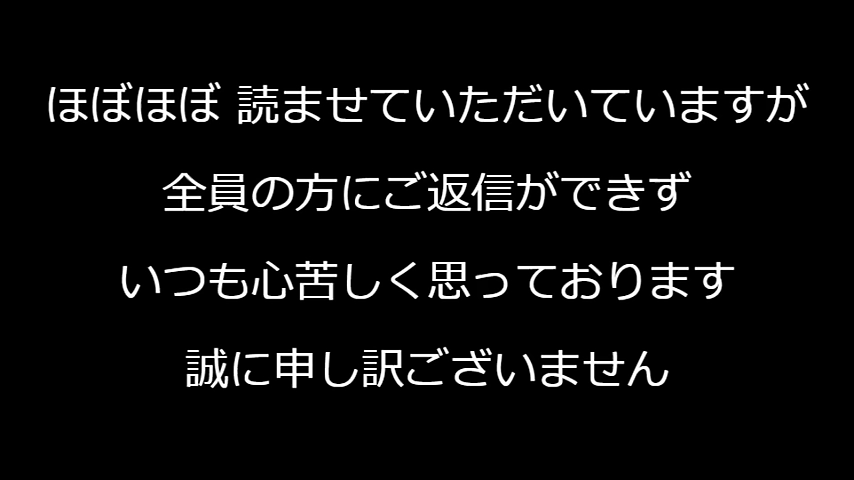 ほぼほぼ 読ませていただいていますが
全員の方にご返信ができず
いつも心苦しく思っております
誠に申し訳ございません